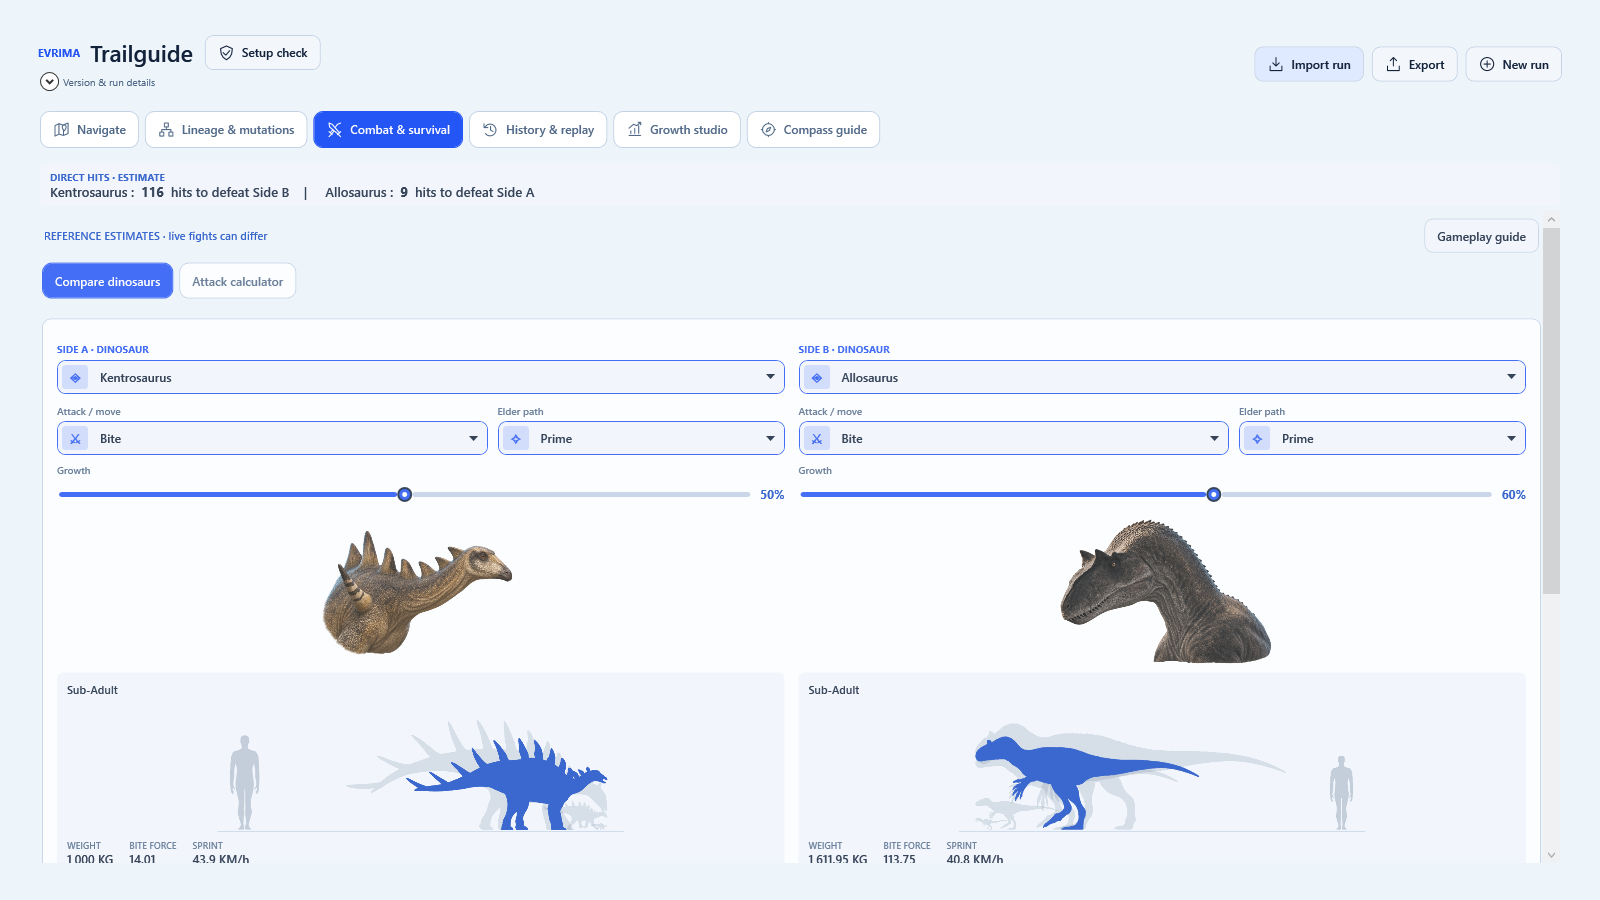 EVRIMA Trailguide Setup check
Version & run details
Import run Export New run
Navigate Lineage & mutations Combat & survival History & replay Growth studio Compass guide
DIRECT HITS · ESTIMATE
Kentrosaurus : 116 hits to defeat Side B | Allosaurus : 9 hits to defeat Side A
REFERENCE ESTIMATES · live fights can differ
Gameplay guide
Compare dinosaurs Attack calculator
SIDE A · DINOSAUR SIDE B · DINOSAUR
Kentrosaurus Allosaurus
Attack / move Elder path Attack / move Elder path
Bite Prime Bite Prime
Growth Growth
50% 60%
Sub-Adult Sub-Adult
WEIGHT BITE FORCE SPRINT WEIGHT BITE FORCE SPRINT
1 000 KG 14.01 43.9 KM/h 1 611.95 KG 113.75 40.8 KM/h